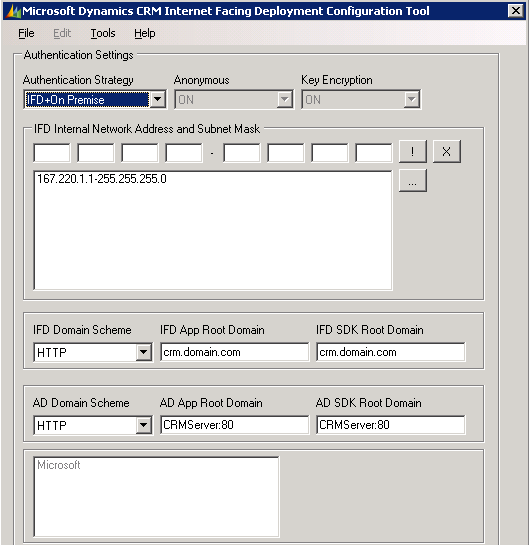 Microsoft Dynamics CRM Internet Facing Deployment Configuration Tool
File Edit Tools Help
Authentication Settings
Authentication Strategy Anonymous Key Encryption
IFD+On Premise ON ON
IFD Internal Network Address and Subnet Mask
- ! X
167.220.1.1-255.255.255.0
...
IFD Domain Scheme IFD App Root Domain IFD SDK Root Domain
HTTP crm.domain.com crm.domain.com
AD Domain Scheme AD App Root Domain AD SDK Root Domain
HTTP CRMServer:80 CRMServer:80
Microsoft